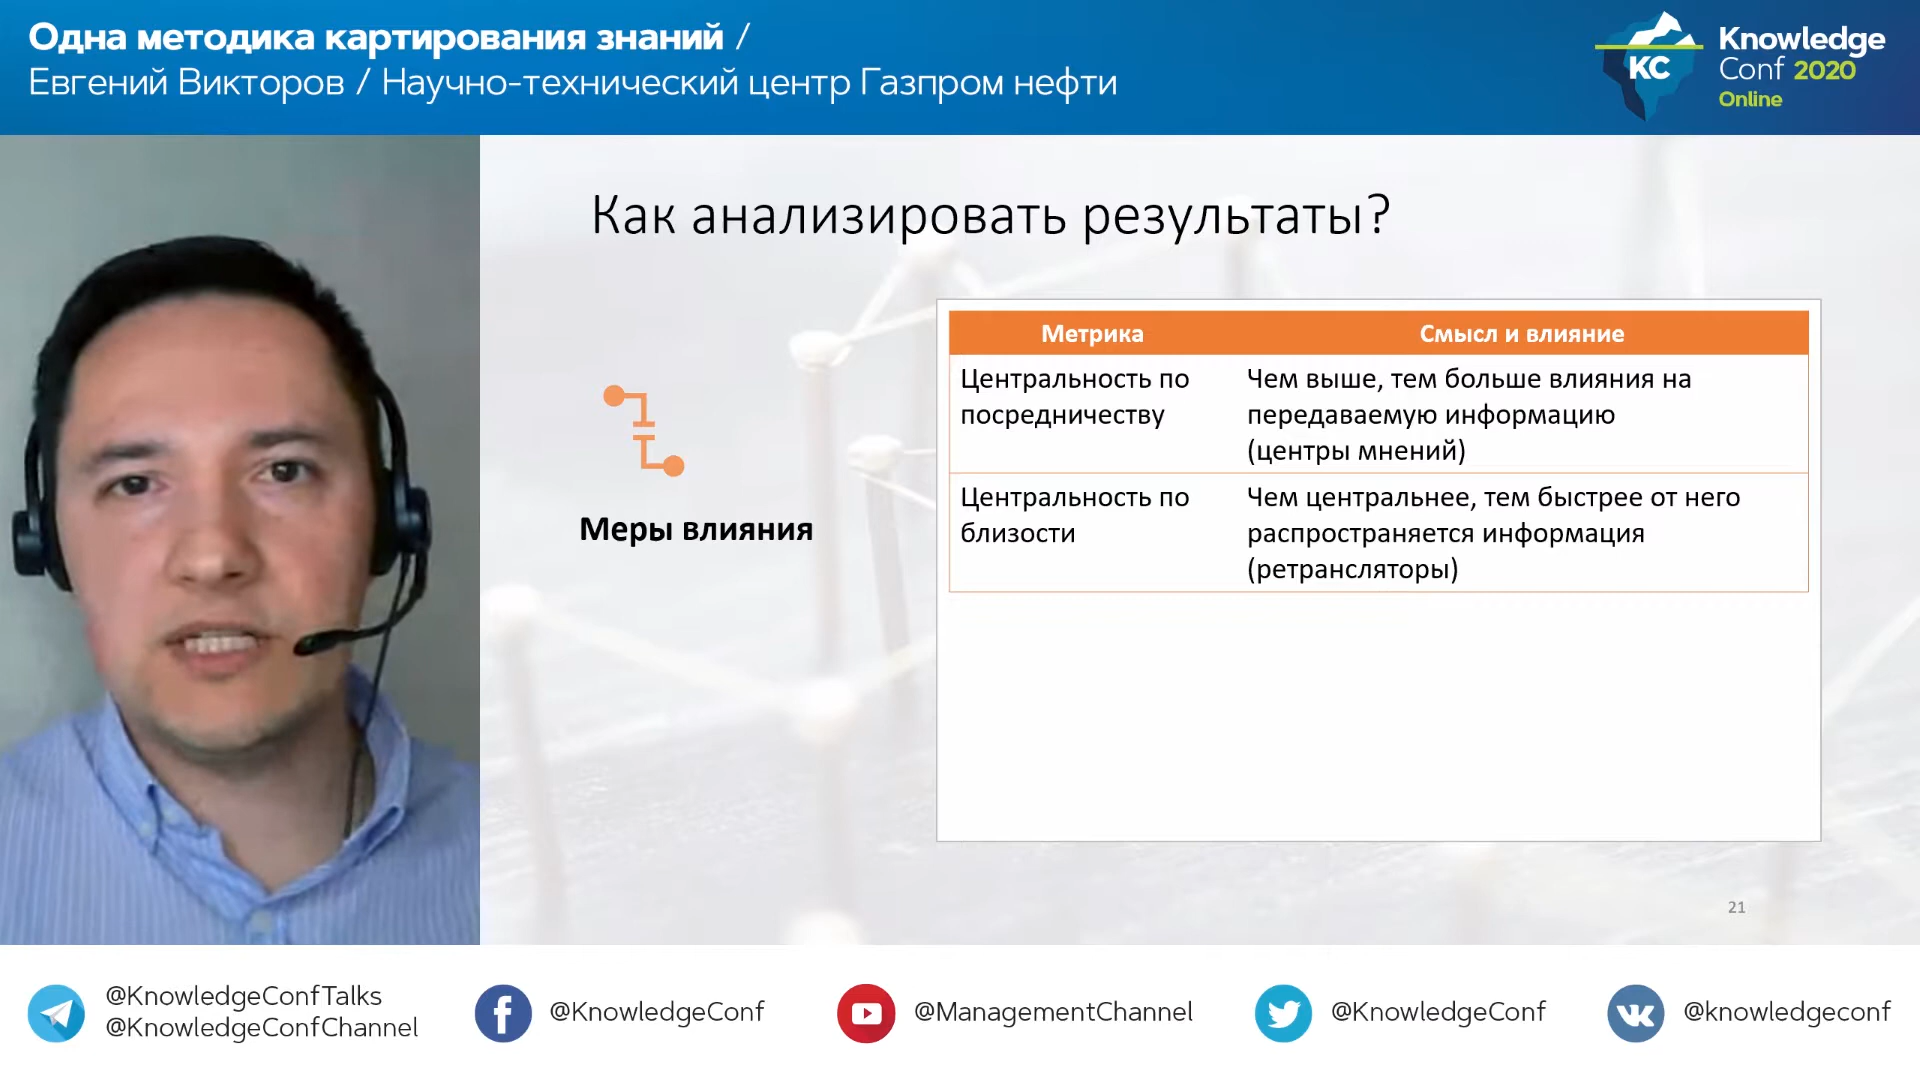 Одна методика картирования знаний /
Евгений Викторов / Научно-технический центр Газпром нефти
KC
Knowledge
Conf 2020
Online
Как анализировать результаты?
Меры влияния
Метрика Смысл и влияние
Центральность по посредничеству
Чем выше, тем больше влияния на
передаваемую информацию
(центры мнений)
Центральность по
близости
Чем центральнее, тем быстрее от него
распространяется информация
(ретрансляторы)
21
@KnowledgeConfTalks
@KnowledgeConfChannel
@KnowledgeConf
@ManagementChannel
@KnowledgeConf
@knowledgeconf